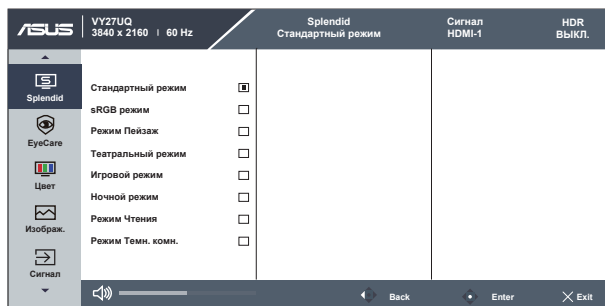 ASUS
VY27UQ
3840 x 2160 | 60 Hz
Splendid
Стандартный режим
Сигнал
HDMI-1
HDR
ВЫКЛ.
Splendid
EyeCare
Цвет
Изображ.
Сигнал
Стандартный режим
sRGB режим
Режим Пейзаж
Театральный режим
Игровой режим
Ночной режим
Режим Чтения
Режим Темн. комн.
Back
Enter
Exit